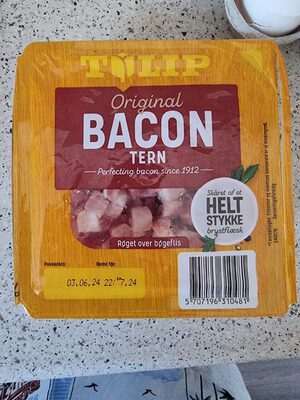 TULIP
Original
BACON
TERN
Perfecting bacon since 1912
Skåret af et
HELT
STYKKE
brystflæsk
Røget over bøgeflis
Pakkedato:
Bedst før:
03.06.24
5 707196 310481